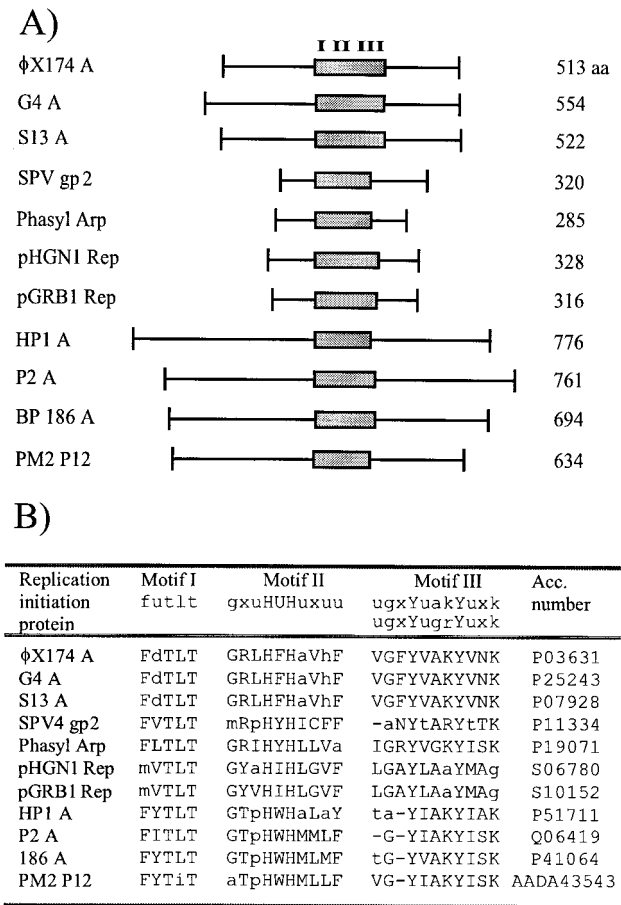 A)
I II III
ϕX174 A 513 aa
G4 A 554
S13 A 522
SPV gp2 320
Phasyl Arp 285
pHGN1 Rep 328
pGRB1 Rep 316
HP1 A 776
P2 A 761
BP 186 A 694
PM2 P12 634
B)
Replication Motif I Motif II Motif III Acc.
initiation futlt gxuHUHuxuu ugxYuakYuxk number
protein ugxYugrYuxk
ϕX174 A FdTLT GRLHFHaVhF VGFYVAKYVNK P03631
G4 A FdTLT GRLHFHaVhF VGFYVAKYVNK P25243
S13 A FdTLT GRLHFHaVhF VGFYVAKYVNK P07928
SPV4 gp2 FVTLT mRpHYHICFF -aNYtARYtTK P11334
Phasyl Arp FLTLT GRIHYHLLVa IGRYVGKYISK P19071
pHGN1 Rep mVTLT GYaHIHLGVF LGAYLAaYMAg S06780
pGRB1 Rep mVTLT GYVHIHLGVF LGAYLAaYMAg S10152
HP1 A FYTLT GTpHWHaLaY ta-YIAKYIAK P51711
P2 A FITLT GTpHWHMMLF -G-YIAKYISK Q06419
186 A FYTLT GTpHWHMLMF tG-YVAKYISK P41064
PM2 P12 FYTiT aTpHWHMLLF VG-YIAKYISK AADA43543